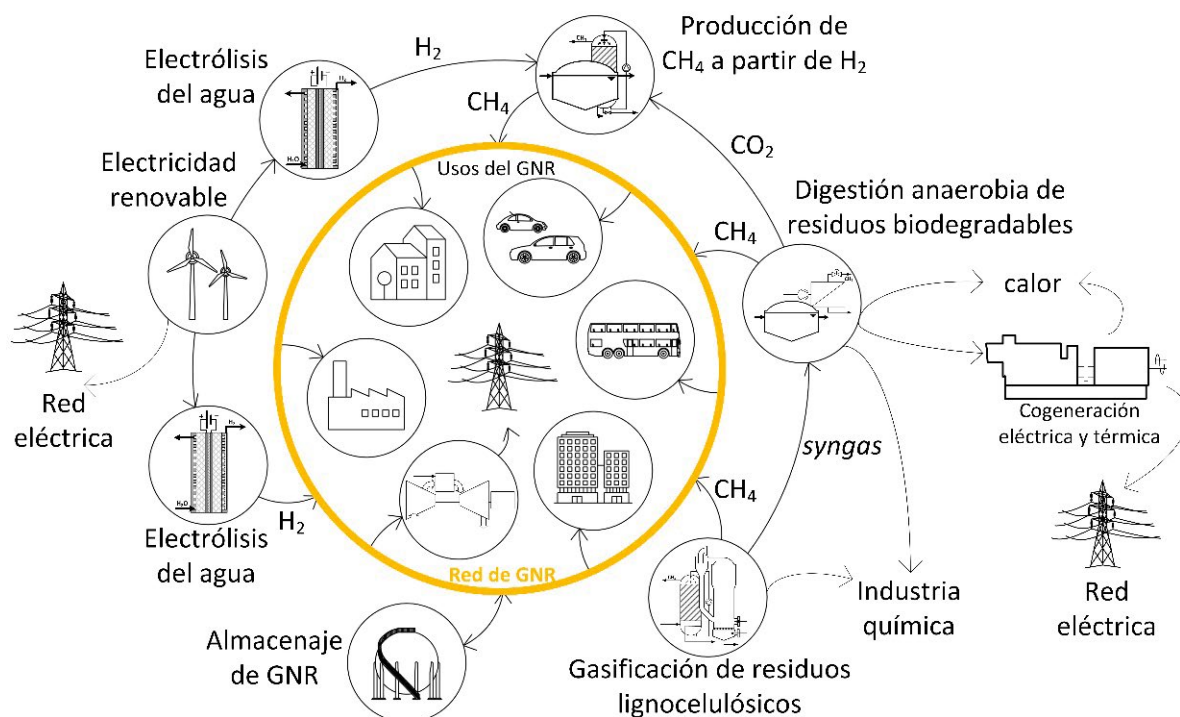 Producción de
CH4 a partir de H2
Electrólisis
del agua
H2
CH4
CO2
Electricidad
renovable
Usos del GNR
Digestión anaerobia de
residuos biodegradables
CH4
calor
Red
eléctrica
Cogeneración
eléctrica y térmica
syngas
CH4
H2
Electrólisis
del agua
Red de GNR
Industria
química
Red
eléctrica
Almacenaje
de GNR
Gasificación de residuos
lignocelulósicos
H2O
H2O